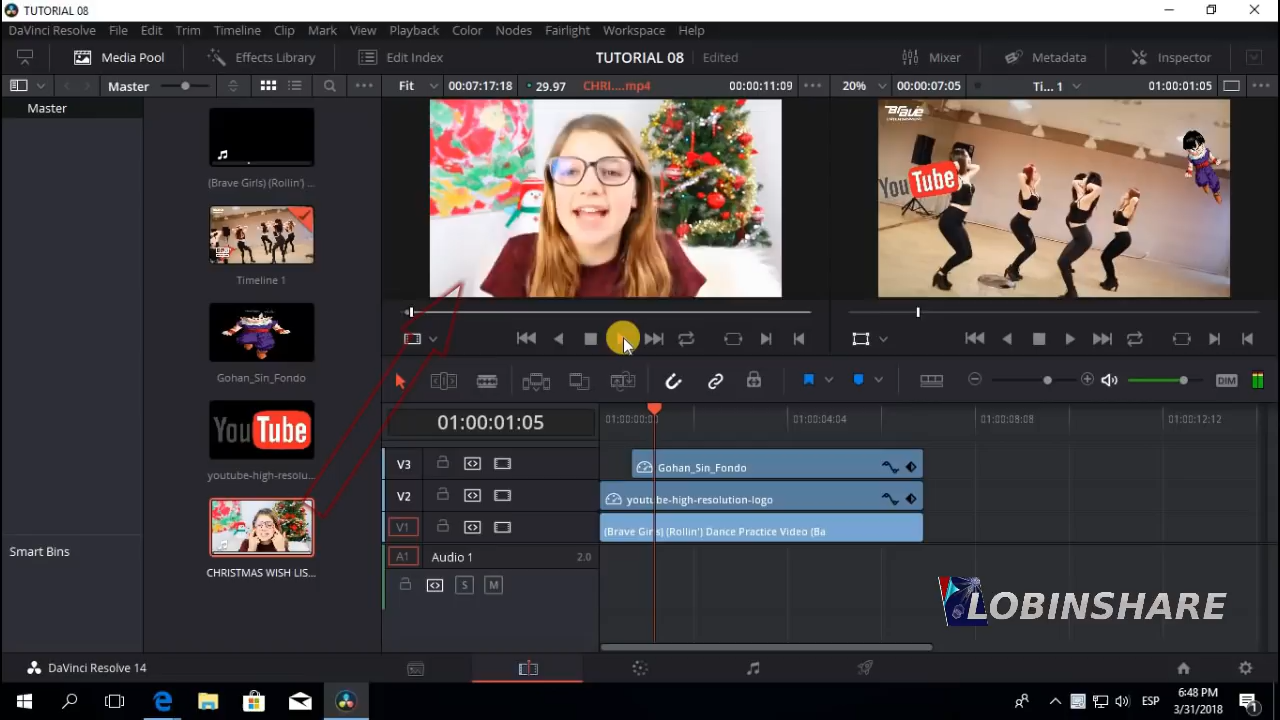 TUTORIAL 08
DaVinci Resolve File Edit Trim Timeline Clip Mark View Playback Color Nodes Fairlight Workspace Help
Media Pool Effects Library Edit Index TUTORIAL 08 Edited Mixer Metadata Inspector
Master Fit 00:07:17:18 29.97 CHRI....mp4 00:00:11:09 20% 00:00:07:05 Ti... 1 01:00:01:05
Master
(Brave Girls) (Rollin') ...
Timeline 1
Gohan_Sin_Fondo
YouTube
youtube-high-resolu...
CHRISTMAS WISH LIS...
Smart Bins
BRAVE
YouTube
DIM
01:00:01:05
01:00:00:0 01:00:04:04 01:00:08:08 01:00:12:12
V3 Gohan_Sin_Fondo
V2 youtube-high-resolution-logo
V1 (Brave Girls) (Rollin') Dance Practice Video (Ba
A1 Audio 1 2.0
S M
LOBINSHARE
DaVinci Resolve 14
ESP
6:48 PM
3/31/2018
1